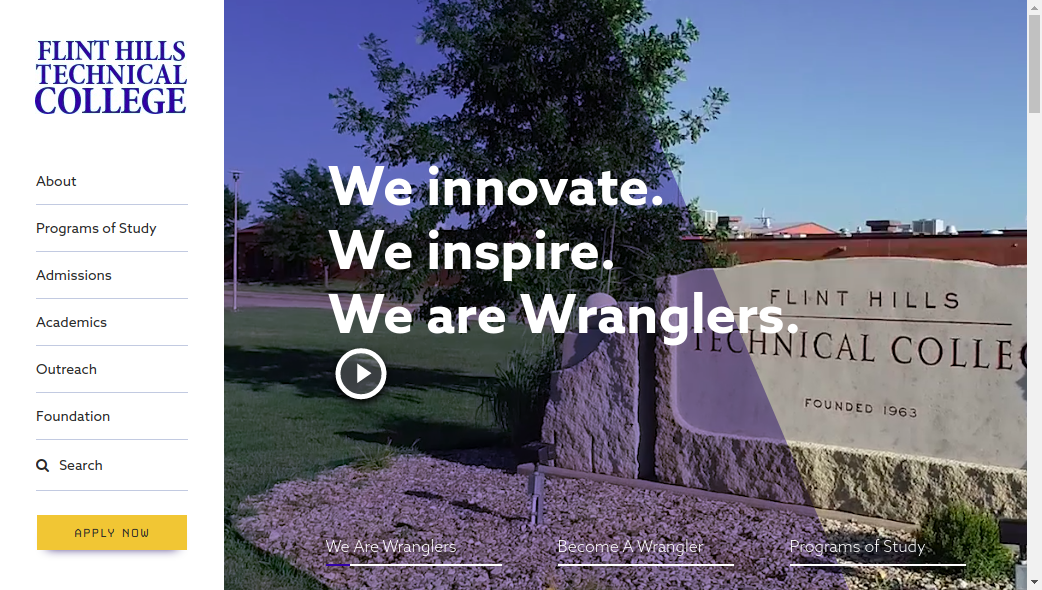 FLINT HILLS
TECHNICAL
COLLEGE
About
Programs of Study
Admissions
Academics
Outreach
Foundation
Search
APPLY NOW
We innovate.
We inspire.
We are Wranglers.
FLINT HILLS
TECHNICAL COLLEG
FOUNDED 1963
We Are Wranglers
Become A Wrangler
Programs of Study